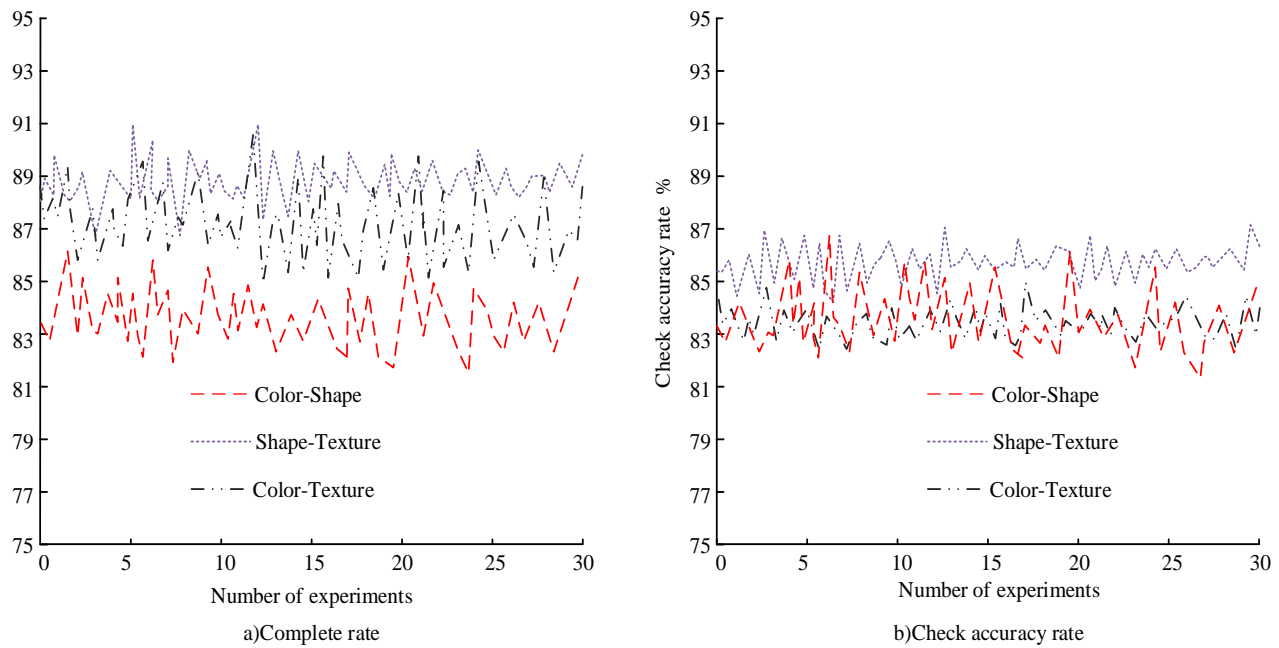 95
93
91
89
87
85
83
81
79
77
75
0 5 10 15 20 25 30
Color-Shape
Shape-Texture
Color-Texture
Number of experiments
a)Complete rate
Check accuracy rate %
95
93
91
89
87
85
83
81
79
77
75
0 5 10 15 20 25 30
Color-Shape
Shape-Texture
Color-Texture
Number of experiments
b)Check accuracy rate